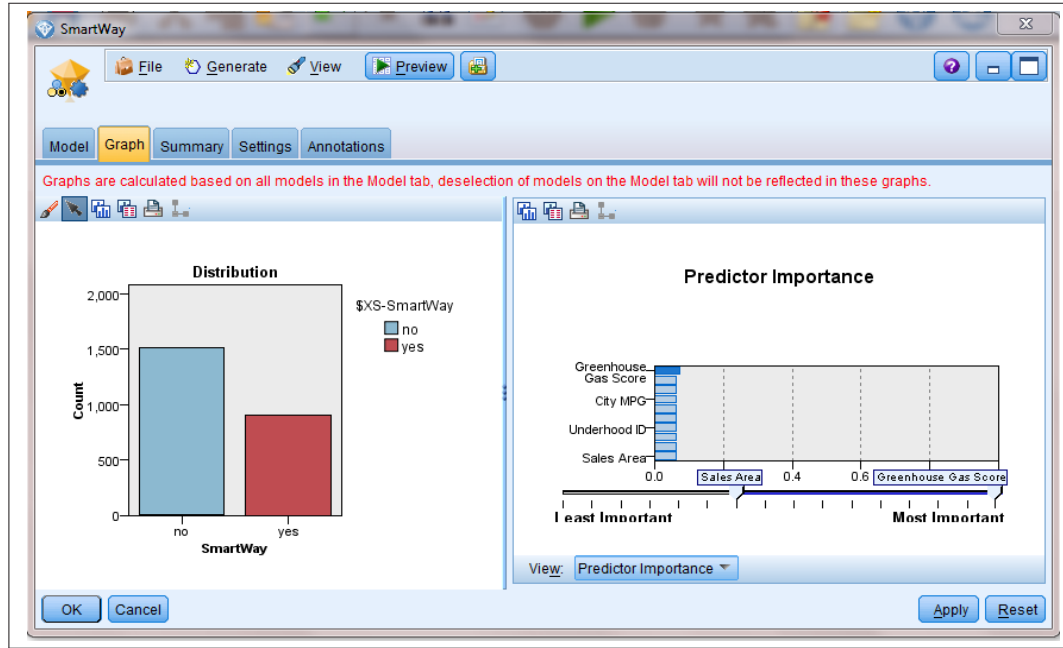 SmartWay
File Generate View Preview
Model Graph Summary Settings Annotations
Graphs are calculated based on all models in the Model tab, deselection of models on the Model tab will not be reflected in these graphs.
Distribution
2,000
1,500
1,000
500
0
Count
no yes
SmartWay
$XS-SmartWay
no
yes
Predictor Importance
Greenhouse
Gas Score
City MPG
Underhood ID
Sales Area
0.0 0.4 0.6
Sales Area Greenhouse Gas Score
Least Important Most Important
View: Predictor Importance
OK Cancel Apply Reset